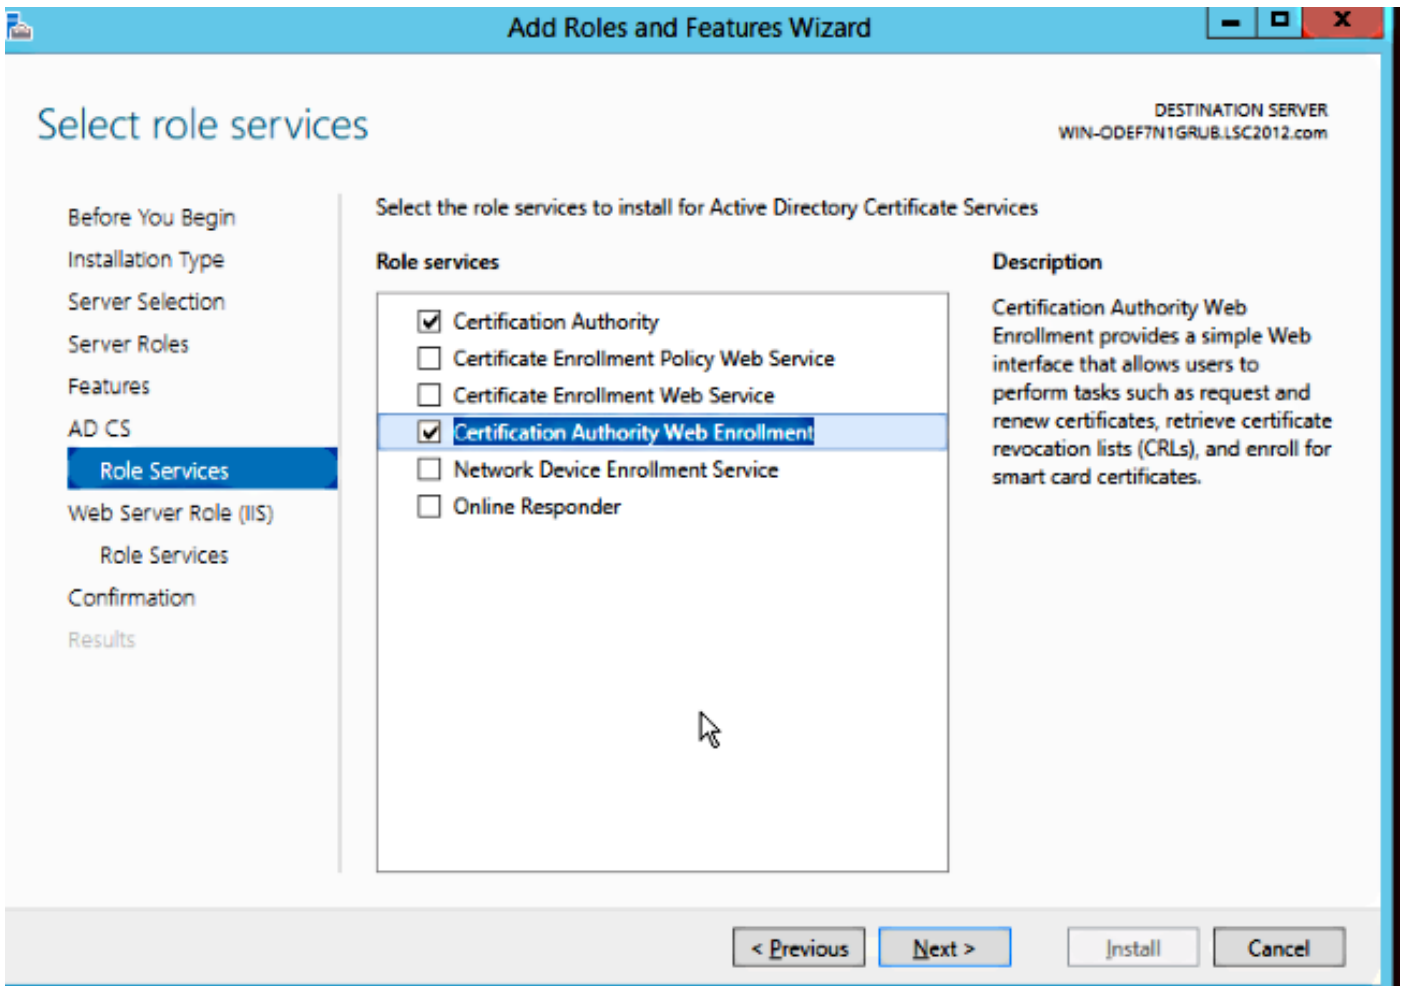 Add Roles and Features Wizard
Select role services
DESTINATION SERVER
WIN-ODEF7N1GRUB.LSC2012.com
Before You Begin
Installation Type
Server Selection
Server Roles
Features
AD CS
Role Services
Web Server Role (IIS)
Role Services
Confirmation
Results
Select the role services to install for Active Directory Certificate Services
Role services
Certification Authority
Certificate Enrollment Policy Web Service
Certificate Enrollment Web Service
Certification Authority Web Enrollment
Network Device Enrollment Service
Online Responder
Description
Certification Authority Web
Enrollment provides a simple Web
interface that allows users to
perform tasks such as request and
renew certificates, retrieve certificate
revocation lists (CRLs), and enroll for
smart card certificates.
< Previous
Next >
Install
Cancel